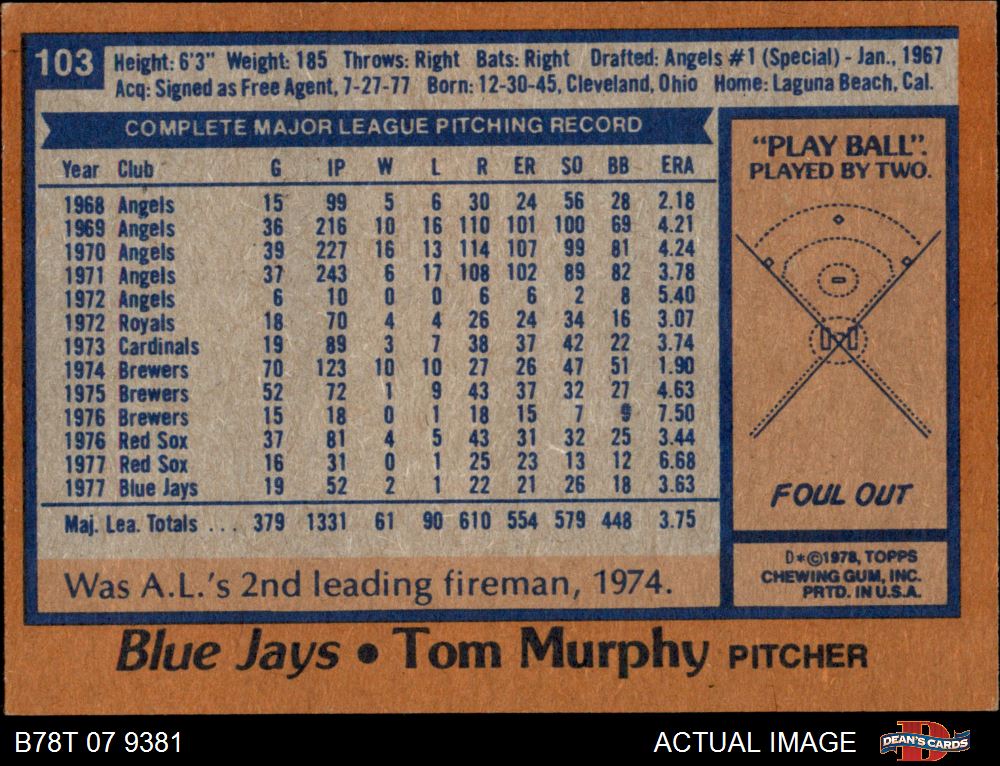 103
Height: 6'3" Weight: 185 Throws: Right Bats: Right Drafted: Angels #1 (Special) - Jan., 1967
Acq: Signed as Free Agent, 7-27-77 Born: 12-30-45, Cleveland, Ohio Home: Laguna Beach, Cal.
COMPLETE MAJOR LEAGUE PITCHING RECORD
Year Club G IP W L R ER SO BB ERA
1968 Angels 15 99 5 6 30 24 56 28 2.18
1969 Angels 36 216 10 16 110 101 100 69 4.21
1970 Angels 39 227 16 13 114 107 99 81 4.24
1971 Angels 37 243 6 17 108 102 89 82 3.78
1972 Angels 6 10 0 0 6 6 2 8 5.40
1972 Royals 18 70 4 4 26 24 34 16 3.07
1973 Cardinals 19 89 3 7 38 37 42 22 3.74
1974 Brewers 70 123 10 10 27 26 47 51 1.90
1975 Brewers 52 72 1 9 43 37 32 27 4.63
1976 Brewers 15 18 0 1 18 15 7 9 7.50
1976 Red Sox 37 81 4 5 43 31 32 25 3.44
1977 Red Sox 16 31 0 1 25 23 13 12 6.68
1977 Blue Jays 19 52 2 1 22 21 26 18 3.63
Maj. Lea. Totals ... 379 1331 61 90 610 554 579 448 3.75
Was A.L.'s 2nd leading fireman, 1974.
"PLAY BALL".
PLAYED BY TWO.
FOUL OUT
D*©1978, TOPPS
CHEWING GUM, INC.
PRTD. IN U.S.A.
Blue Jays • Tom Murphy PITCHER
B78T 07 9381
ACTUAL IMAGE
D
DEAN'S CARDS